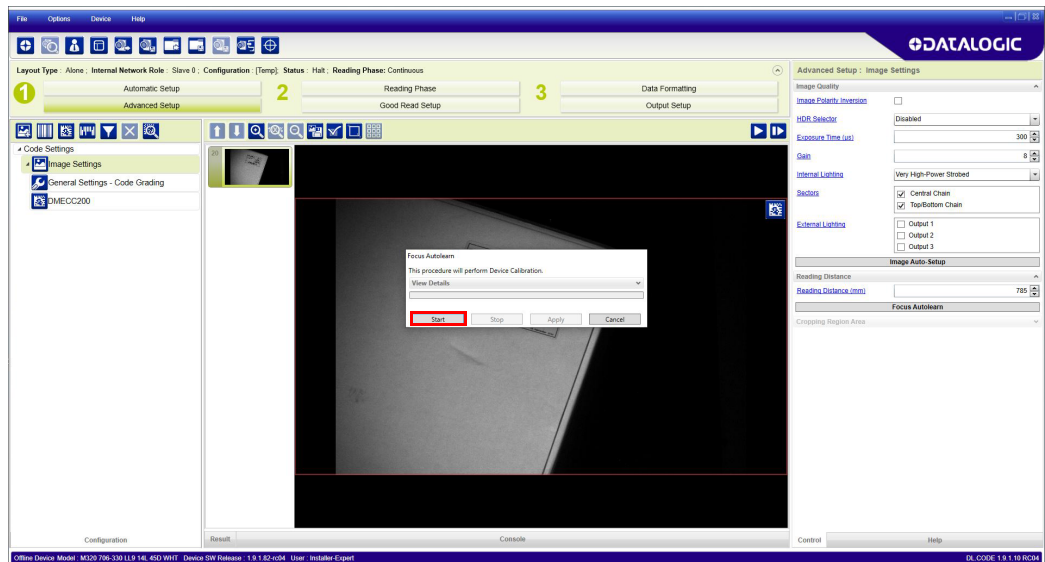 File Options Device Help
DATALOGIC
Layout Type : Alone ; Internal Network Role : Slave 0 ; Configuration : [Temp]; Status : Halt ; Reading Phase: Continuous
1
Automatic Setup
Advanced Setup
2
Reading Phase
Good Read Setup
3
Data Formatting
Output Setup
Code Settings
Image Settings
General Settings - Code Grading
DMECC200
Configuration
20
Focus Autolearn
This procedure will perform Device Calibration.
View Details
Start Stop Apply Cancel
Result Console
Advanced Setup : Image Settings
Image Quality
Image Polarity Inversion
HDR Selector Disabled
Exposure Time (µs) 300
Gain 8
Internal Lighting Very High-Power Strobed
Sectors Central Chain
Top/Bottom Chain
External Lighting Output 1
Output 2
Output 3
Image Auto-Setup
Reading Distance
Reading Distance (mm) 785
Focus Autolearn
Cropping Region Area
Control Help
Offline Device Model : M320 706-330 LL9 14L 45D WHT Device SW Release : 1.9.1.82-rc04 User : Installer-Expert DL.CODE 1.9.1.10 RC04